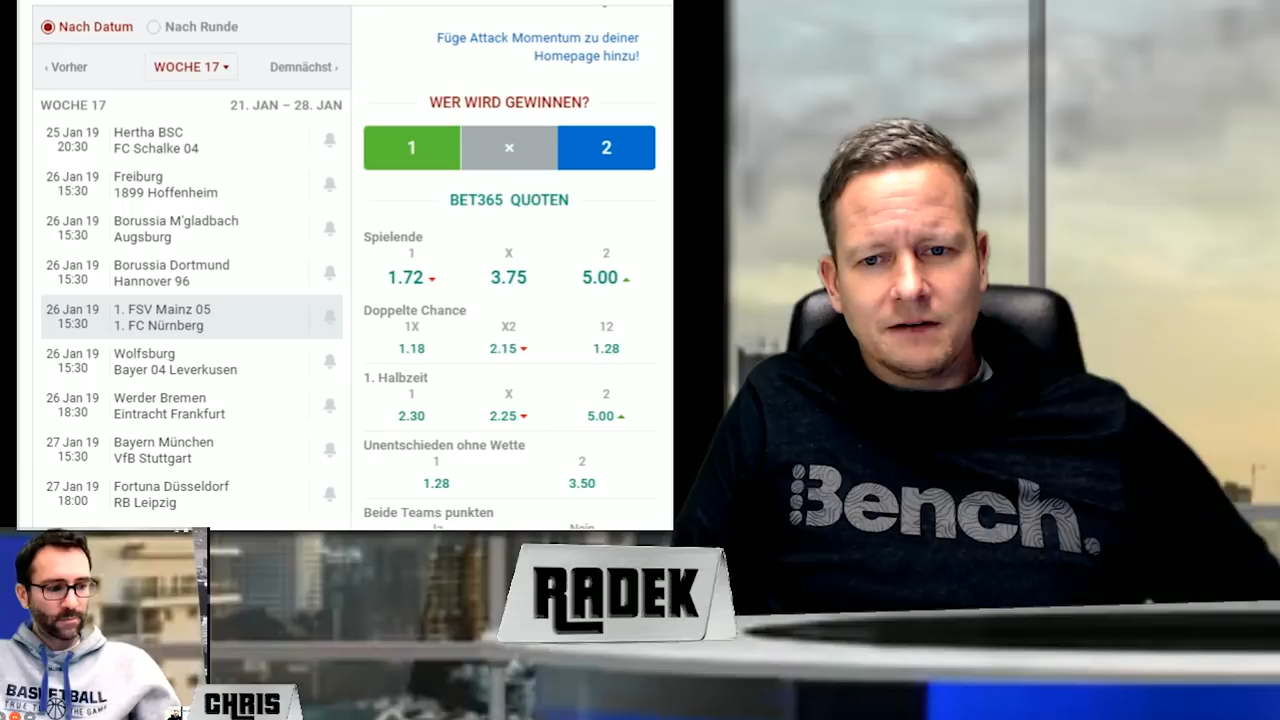 Nach Datum
Nach Runde
‹ Vorher
WOCHE 17
Demnächst ›
WOCHE 17
21. JAN – 28. JAN
25 Jan 19
20:30
Hertha BSC
FC Schalke 04
26 Jan 19
15:30
Freiburg
1899 Hoffenheim
26 Jan 19
15:30
Borussia M'gladbach
Augsburg
26 Jan 19
15:30
Borussia Dortmund
Hannover 96
26 Jan 19
15:30
1. FSV Mainz 05
1. FC Nürnberg
26 Jan 19
15:30
Wolfsburg
Bayer 04 Leverkusen
26 Jan 19
18:30
Werder Bremen
Eintracht Frankfurt
27 Jan 19
15:30
Bayern München
VfB Stuttgart
27 Jan 19
18:00
Fortuna Düsseldorf
RB Leipzig
Füge Attack Momentum zu deiner
Homepage hinzu!
WER WIRD GEWINNEN?
1 × 2
BET365 QUOTEN
Spielende
1 X 2
1.72 3.75 5.00
Doppelte Chance
1X X2 12
1.18 2.15 1.28
1. Halbzeit
1 X 2
2.30 2.25 5.00
Unentschieden ohne Wette
1 2
1.28 3.50
Beide Teams punkten
Ja Nein
Bench.
RADEK
BASKETBALL
TRUE TO THE GAME
CHRIS